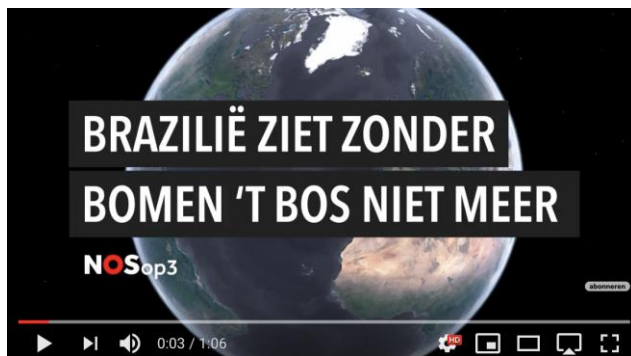 BRAZILIË ZIET ZONDER
BOMEN ‘T BOS NIET MEER
NOSop3
abonneren
0:03 / 1:06
HD